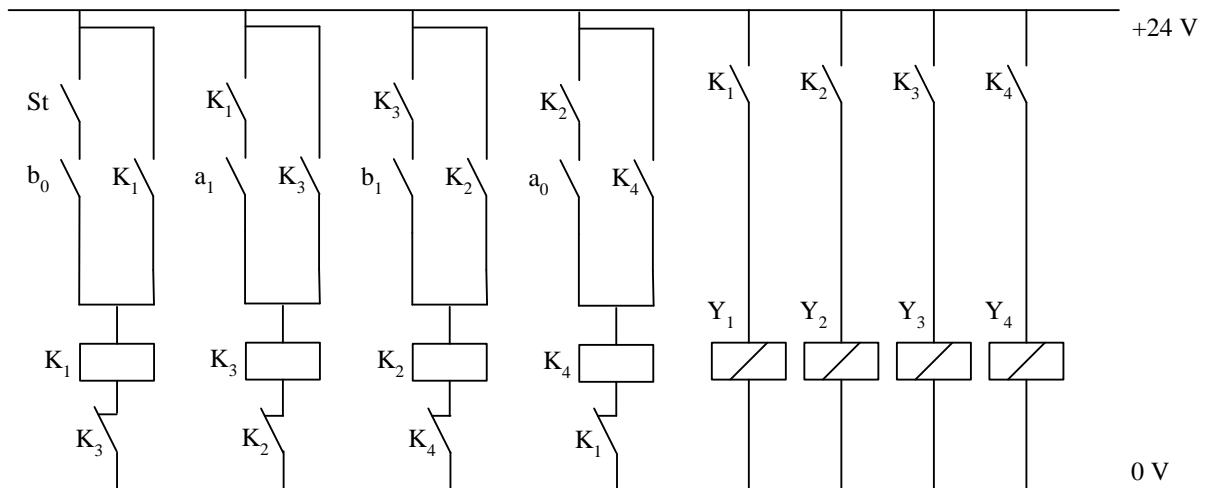 +24 V
St K₁ K₃ K₂ K₁ K₂ K₃ K₄
b₀ K₁ a₁ K₃ b₁ K₂ a₀ K₄
Y₁ Y₂ Y₃ Y₄
K₁ K₃ K₂ K₄
K₃ K₂ K₄ K₁
0 V